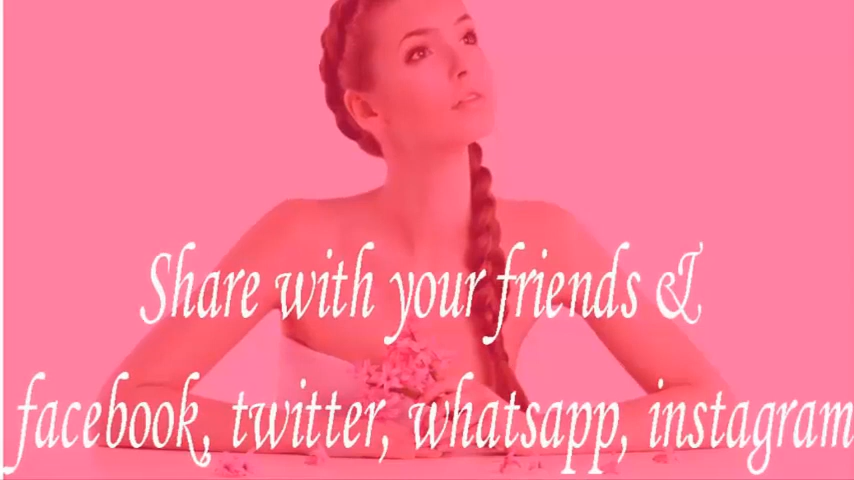 Share with your friends &
facebook, twitter, whatsapp, instagram